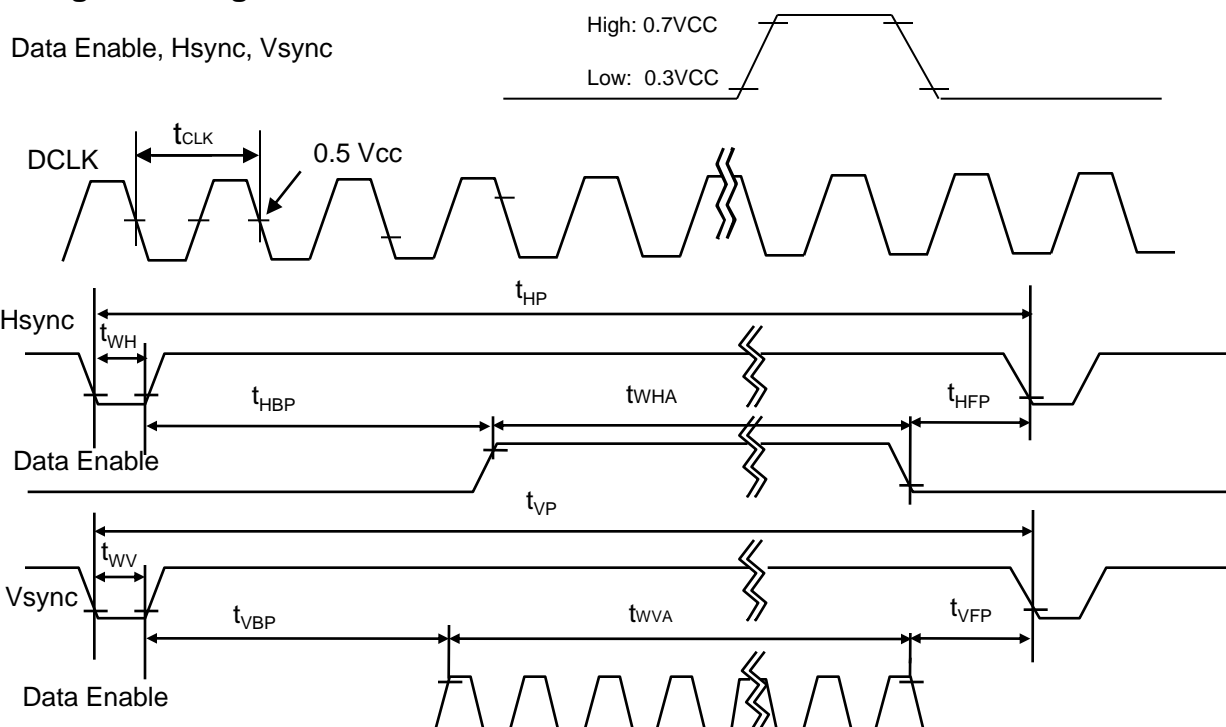 Data Enable, Hsync, Vsync
High: 0.7VCC
Low: 0.3VCC
DCLK
tCLK
0.5 Vcc
tHP
Hsync
tWH
tHBP
tWHA
tHFP
Data Enable
tVP
tWV
Vsync
tVBP
tWVA
tVFP
Data Enable